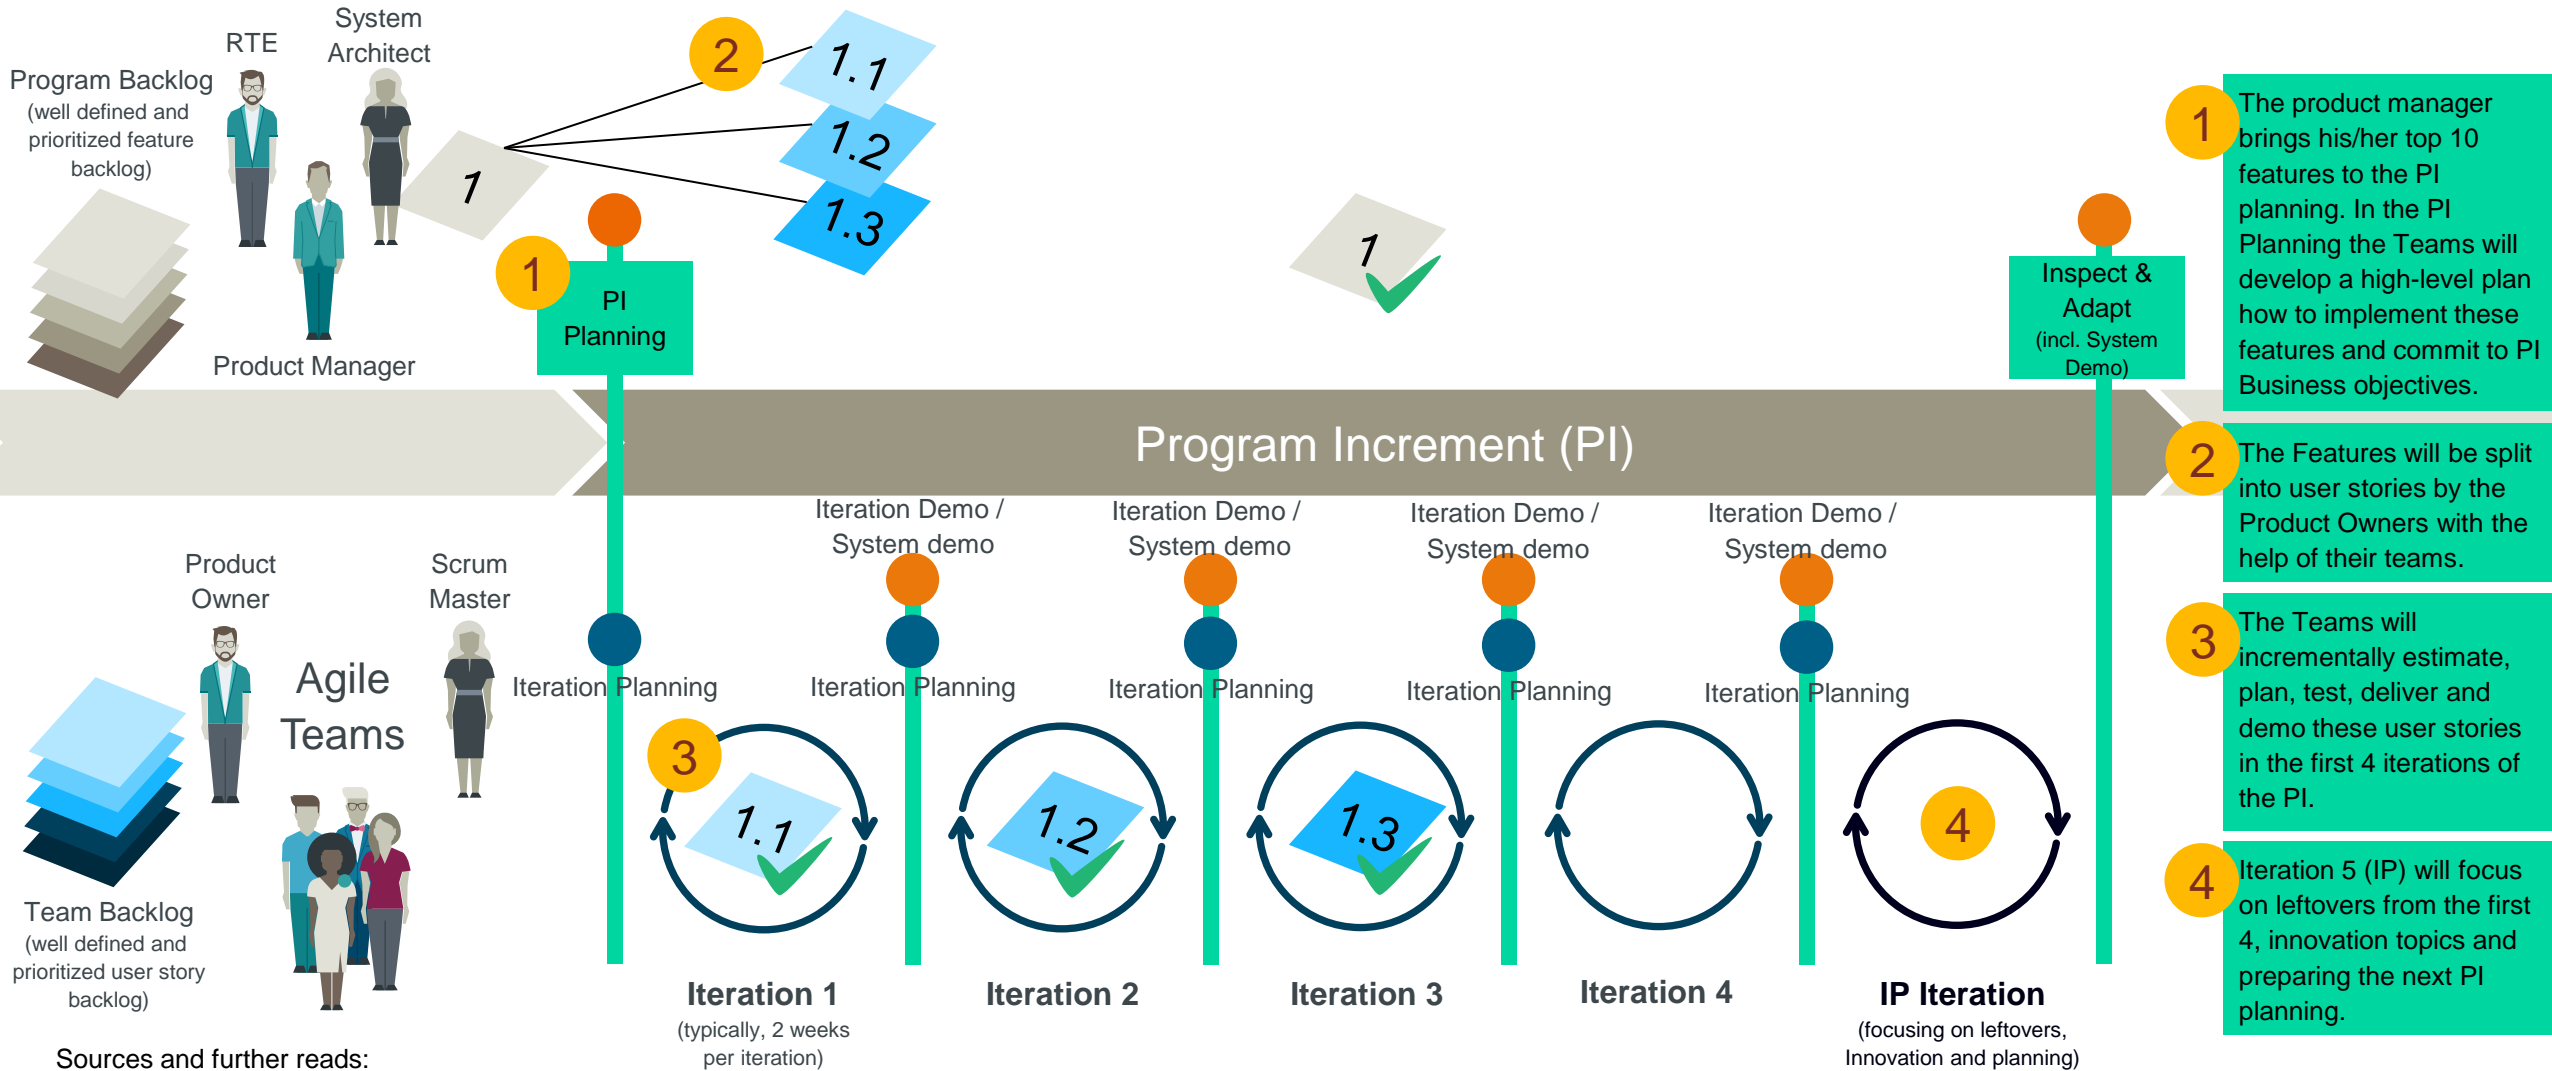 System
Architect
RTE
Program Backlog
(well defined and
prioritized feature
backlog)
Product Manager
1
2
1.1
1.2
1.3
1
PI
Planning
1
Inspect &
Adapt
(incl. System
Demo)
Program Increment (PI)
Iteration Demo /
System demo
Iteration Demo /
System demo
Iteration Demo /
System demo
Iteration Demo /
System demo
Product
Owner
Scrum
Master
Agile
Teams
Iteration Planning
Iteration Planning
Iteration Planning
Iteration Planning
Iteration Planning
3
1.1
1.2
1.3
4
Team Backlog
(well defined and
prioritized user story
backlog)
Iteration 1
(typically, 2 weeks
per iteration)
Iteration 2
Iteration 3
Iteration 4
IP Iteration
(focusing on leftovers,
Innovation and planning)
Sources and further reads:
1
The product manager
brings his/her top 10
features to the PI
planning. In the PI
Planning the Teams will
develop a high-level plan
how to implement these
features and commit to PI
Business objectives.
2
The Features will be split
into user stories by the
Product Owners with the
help of their teams.
3
The Teams will
incrementally estimate,
plan, test, deliver and
demo these user stories
in the first 4 iterations of
the PI.
4
Iteration 5 (IP) will focus
on leftovers from the first
4, innovation topics and
preparing the next PI
planning.